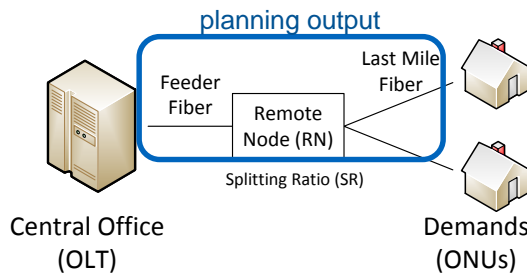 planning output
Feeder
Fiber
Last Mile
Fiber
Remote
Node (RN)
Splitting Ratio (SR)
Central Office
(OLT)
Demands
(ONUs)